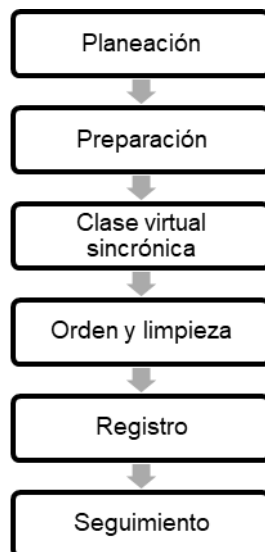 Planeación
Preparación
Clase virtual
sincrónica
Orden y limpieza
Registro
Seguimiento